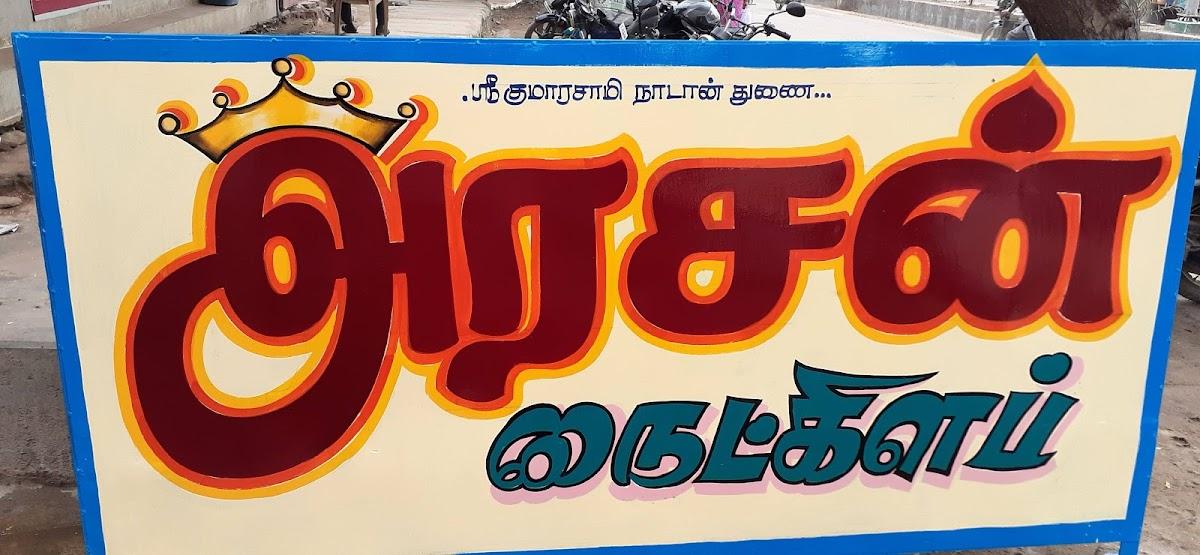 ஸ்ரீ குமாரசாமி நாடான் துணை...
அரசன்
நைட்கிளப்